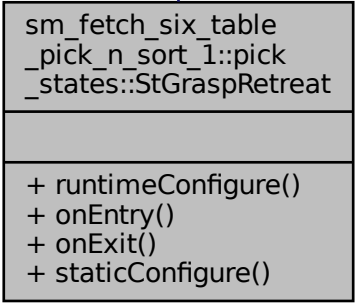 sm_fetch_six_table
_pick_n_sort_1::pick
_states::StGraspRetreat
+ runtimeConfigure()
+ onEntry()
+ onExit()
+ staticConfigure()